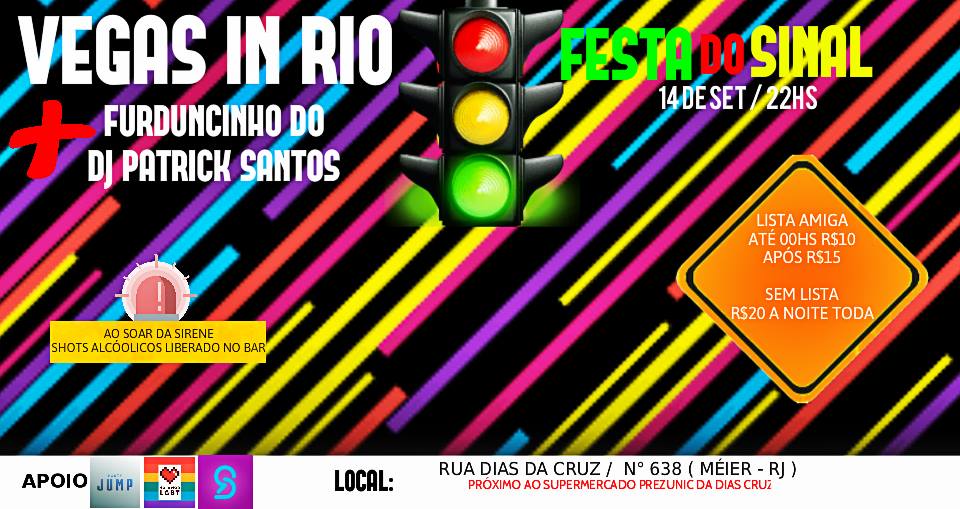 VEGAS IN RIO
+ FURDUNCINHO DO
DJ PATRICK SANTOS
FESTA DO SINAL
14 DE SET / 22HS
LISTA AMIGA
ATÉ 00HS R$10
APÓS R$15
SEM LISTA
R$20 A NOITE TODA
!
AO SOAR DA SIRENE
SHOTS ALCÓOLICOS LIBERADO NO BAR
APOIO
JUMP
LGBT
LOCAL:
RUA DIAS DA CRUZ / N° 638 ( MÉIER - RJ )
PRÓXIMO AO SUPERMERCADO PREZUNIC DA DIAS CRUZ